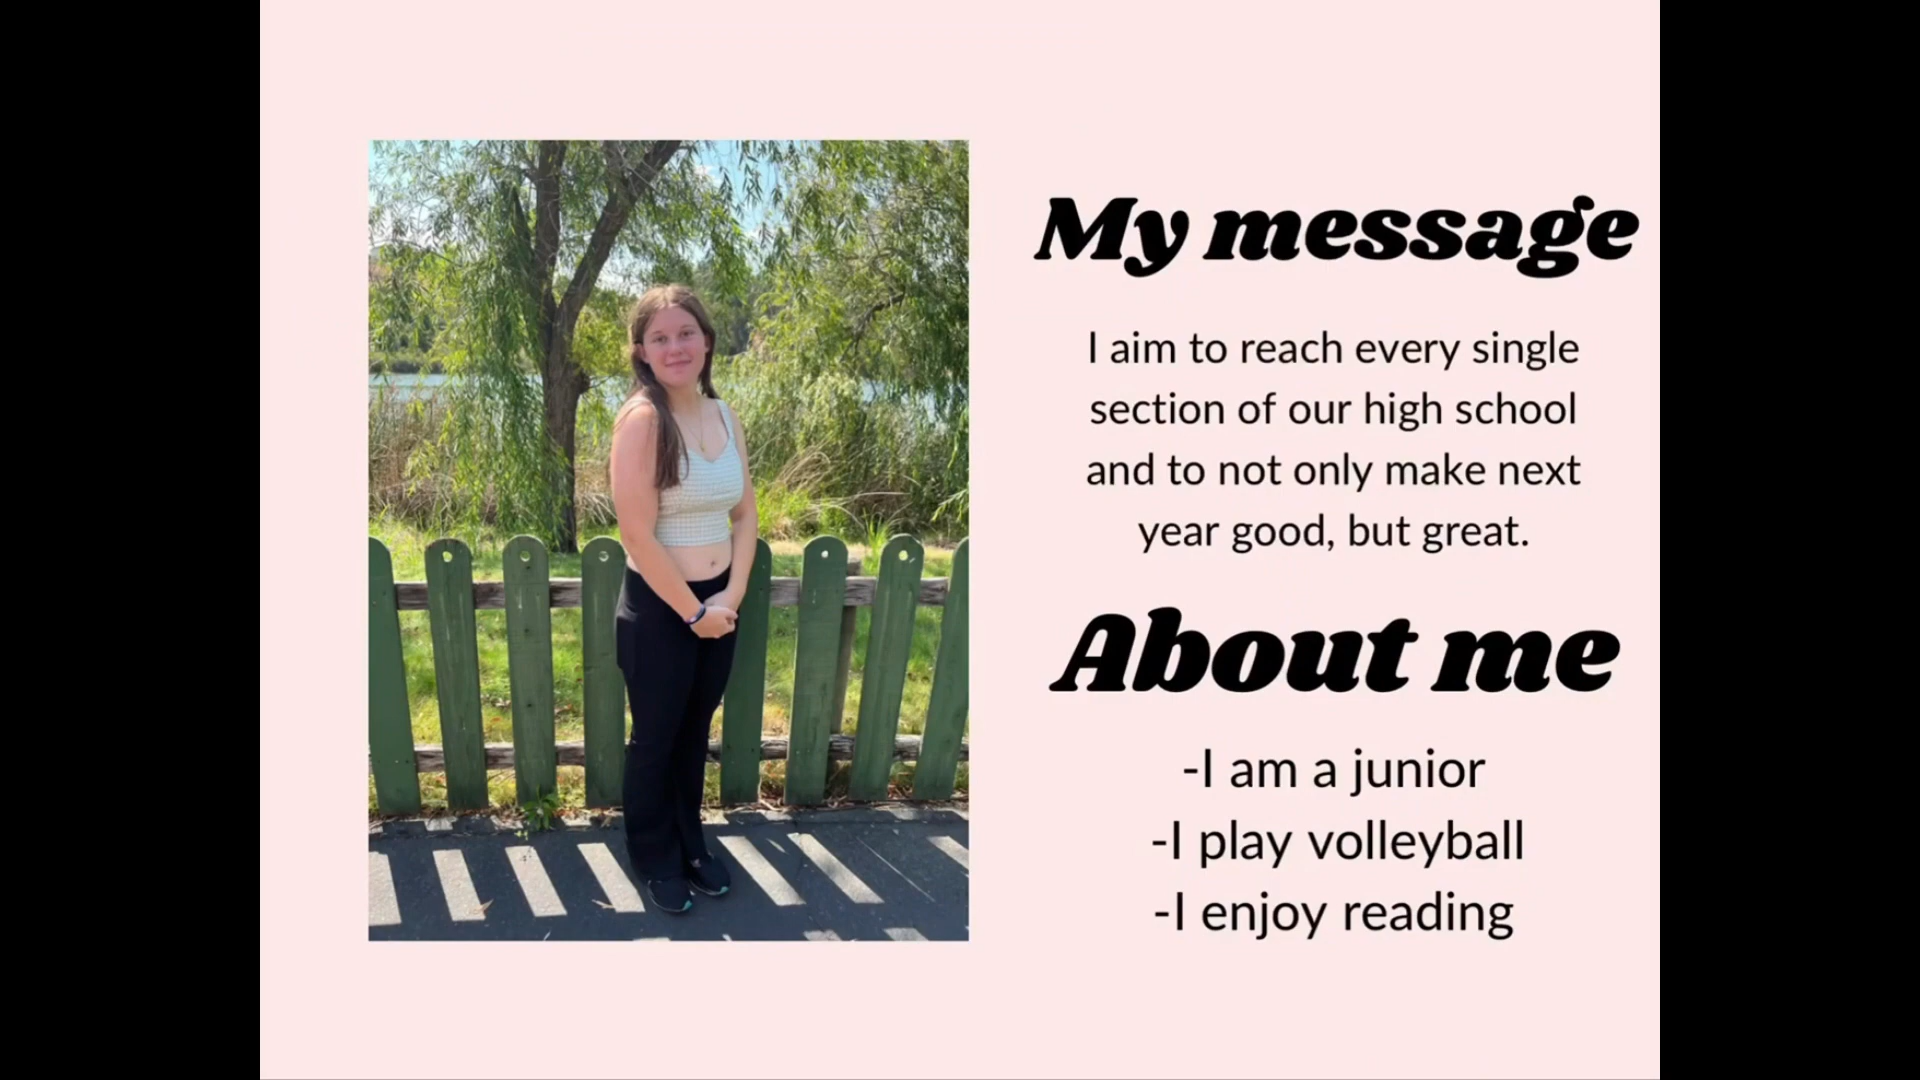 My message
I aim to reach every single
section of our high school
and to not only make next
year good, but great.
About me
-I am a junior
-I play volleyball
-I enjoy reading